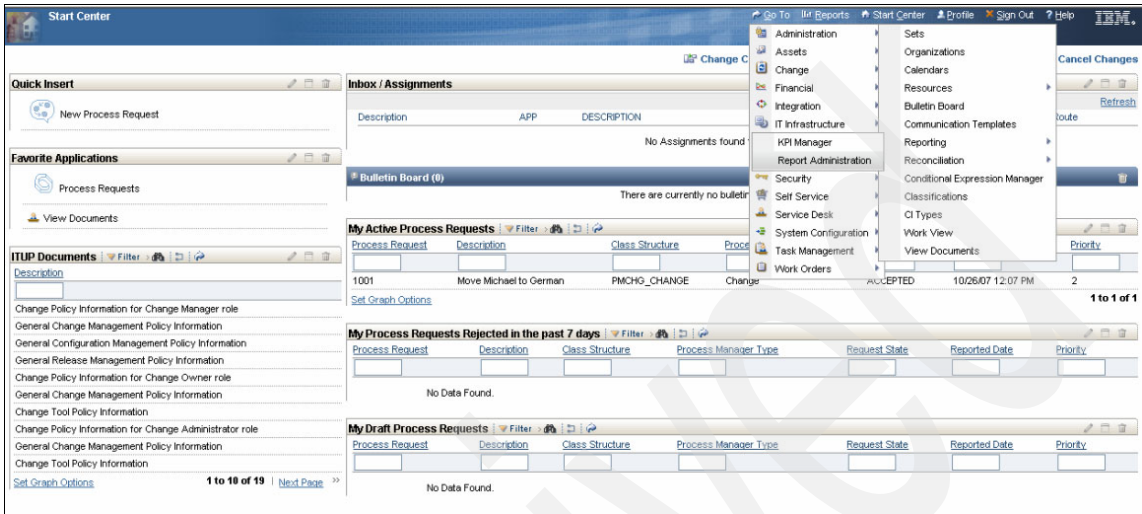 Start Center
Go To Reports Start Center Profile Sign Out ? Help IBM.
Change C
Cancel Changes
Administration
Assets
Change
Financial
Integration
IT Infrastructure
KPI Manager
Report Administration
Security
Self Service
Service Desk
System Configuration
Task Management
Work Orders
Sets
Organizations
Calendars
Resources
Bulletin Board
Communication Templates
Reporting
Reconciliation
Conditional Expression Manager
Classifications
CI Types
Work View
View Documents
Quick Insert
New Process Request
Favorite Applications
Process Requests
View Documents
ITUP Documents Filter
Description
Change Policy Information for Change Manager role
General Change Management Policy Information
General Configuration Management Policy Information
General Release Management Policy Information
Change Policy Information for Change Owner role
General Change Management Policy Information
Change Tool Policy Information
Change Policy Information for Change Administrator role
General Change Management Policy Information
Change Tool Policy Information
Set Graph Options 1 to 10 of 19 Next Page
Inbox / Assignments
Refresh
Description APP DESCRIPTION
No Assignments found
Bulletin Board (0)
There are currently no bulletin
My Active Process Requests Filter
Process Request Description Class Structure Proce Priority
1001 Move Michael to German PMCHG_CHANGE Change ACCEPTED 10/26/07 12:07 PM 2
Set Graph Options 1 to 1 of 1
My Process Requests Rejected in the past 7 days Filter
Process Request Description Class Structure Process Manager Type Request State Reported Date Priority
No Data Found.
My Draft Process Requests Filter
Process Request Description Class Structure Process Manager Type Request State Reported Date Priority
No Data Found.